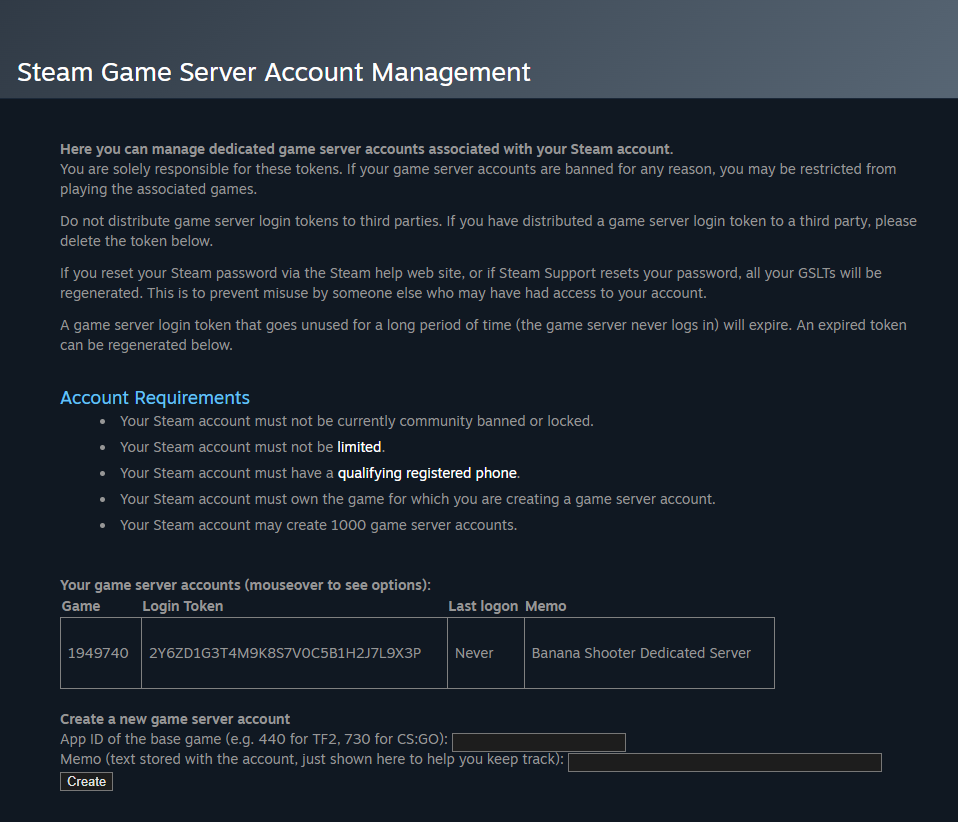 Steam Game Server Account Management
Here you can manage dedicated game server accounts associated with your Steam account.
You are solely responsible for these tokens. If your game server accounts are banned for any reason, you may be restricted from
playing the associated games.
Do not distribute game server login tokens to third parties. If you have distributed a game server login token to a third party, please
delete the token below.
If you reset your Steam password via the Steam help web site, or if Steam Support resets your password, all your GSLTs will be
regenerated. This is to prevent misuse by someone else who may have had access to your account.
A game server login token that goes unused for a long period of time (the game server never logs in) will expire. An expired token
can be regenerated below.
Account Requirements
• Your Steam account must not be currently community banned or locked.
• Your Steam account must not be limited.
• Your Steam account must have a qualifying registered phone.
• Your Steam account must own the game for which you are creating a game server account.
• Your Steam account may create 1000 game server accounts.
Your game server accounts (mouseover to see options):
Game Login Token Last logon Memo
1949740 2Y6ZD1G3T4M9K8S7V0C5B1H2J7L9X3P Never Banana Shooter Dedicated Server
Create a new game server account
App ID of the base game (e.g. 440 for TF2, 730 for CS:GO):
Memo (text stored with the account, just shown here to help you keep track):
Create